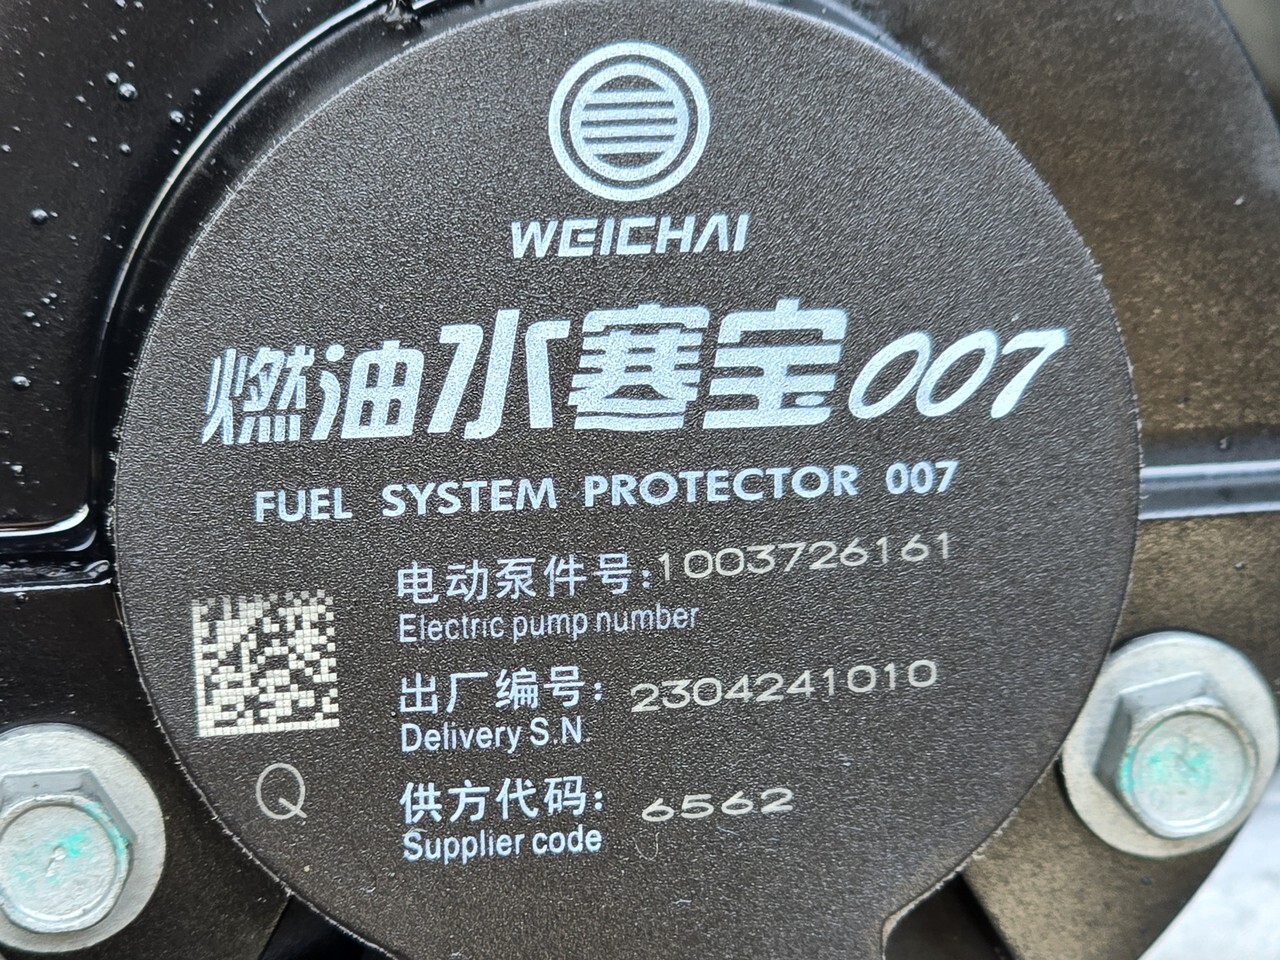 WEICHAI
燃油水寒宝007
FUEL SYSTEM PROTECTOR 007
电动泵件号:1003726161
Electric pump number
出厂编号: 2304241010
Delivery S.N.
供方代码: 6562
Supplier code
Q